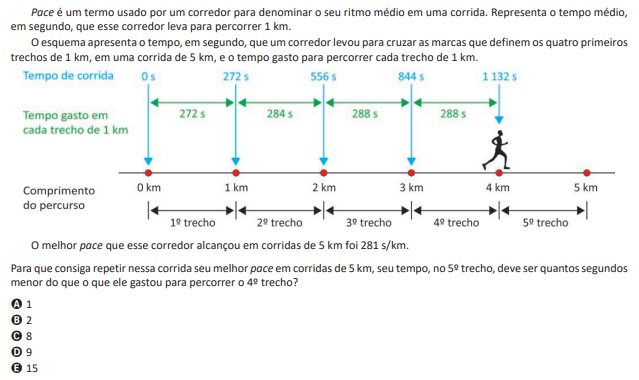 Pace é um termo usado por um corredor para denominar o seu ritmo médio em uma corrida. Representa o tempo médio,
em segundo, que esse corredor leva para percorrer 1 km.
O esquema apresenta o tempo, em segundo, que um corredor levou para cruzar as marcas que definem os quatro primeiros
trechos de 1 km, em uma corrida de 5 km, e o tempo gasto para percorrer cada trecho de 1 km.
Tempo de corrida 0 s 272 s 556 s 844 s 1 132 s
Tempo gasto em
cada trecho de 1 km
272 s 284 s 288 s 288 s
0 km 1 km 2 km 3 km 4 km 5 km
Comprimento
do percurso
1º trecho 2º trecho 3º trecho 4º trecho 5º trecho
O melhor pace que esse corredor alcançou em corridas de 5 km foi 281 s/km.
Para que consiga repetir nessa corrida seu melhor pace em corridas de 5 km, seu tempo, no 5º trecho, deve ser quantos segundos
menor do que o que ele gastou para percorrer o 4º trecho?
A 1
B 2
C 8
D 9
E 15